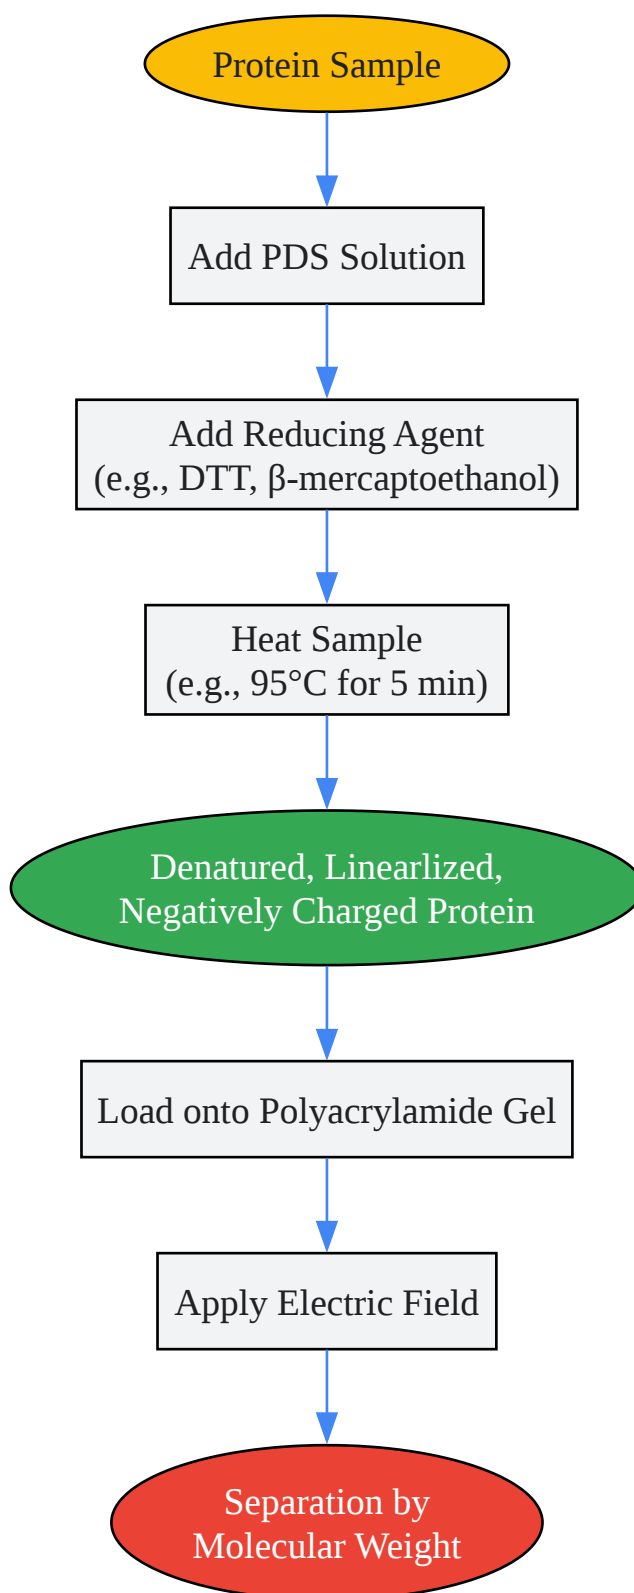 Protein Sample
Add PDS Solution
Add Reducing Agent
(e.g., DTT, β-mercaptoethanol)
Heat Sample
(e.g., 95°C for 5 min)
Denatured, Linearlized,
Negatively Charged Protein
Load onto Polyacrylamide Gel
Apply Electric Field
Separation by
Molecular Weight